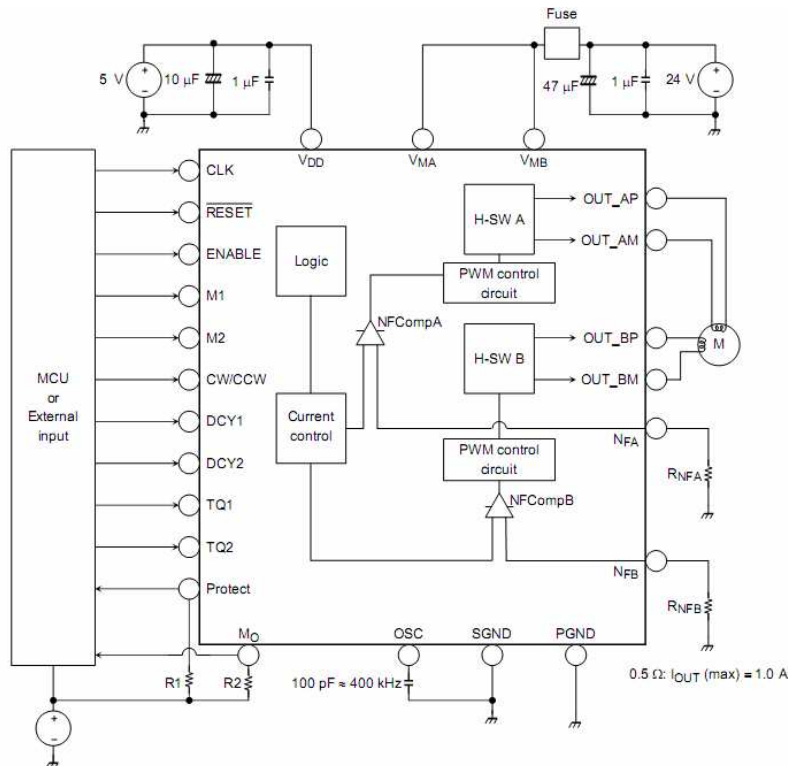 Fuse
5 V
10 μF
1 μF
47 μF
1 μF
24 V
VDD
VMA
VMB
CLK
RESET
ENABLE
M1
M2
CW/CCW
DCY1
DCY2
TQ1
TQ2
Protect
MCU
or
External
input
Logic
Current
control
NFCompA
H-SW A
PWM control
circuit
H-SW B
PWM control
circuit
NFCompB
OUT_AP
OUT_AM
OUT_BP
OUT_BM
M
NFA
RNFA
NFB
RNFB
MO
OSC
SGND
PGND
R1
R2
100 pF ≈ 400 kHz
0.5 Ω: IOUT (max) = 1.0 A